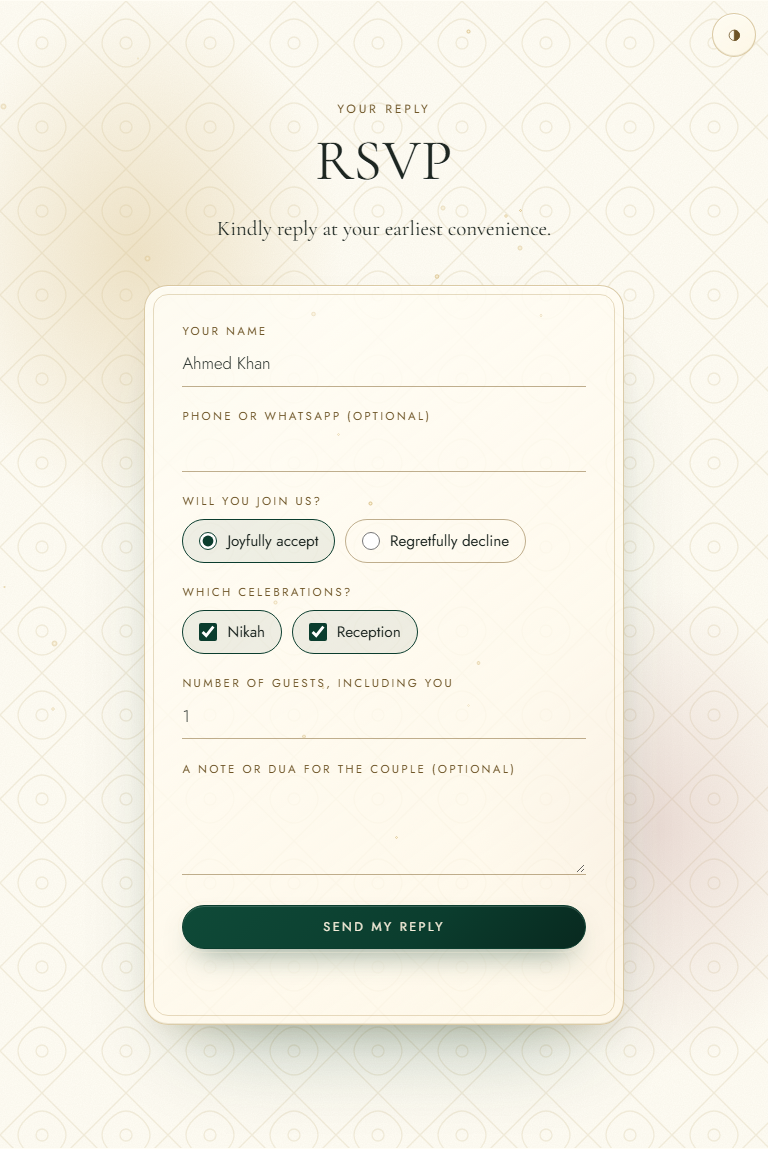 YOUR REPLY
RSVP
Kindly reply at your earliest convenience.
YOUR NAME
Ahmed Khan
PHONE OR WHATSAPP (OPTIONAL)
WILL YOU JOIN US?
Joyfully accept
Regretfully decline
WHICH CELEBRATIONS?
Nikah
Reception
NUMBER OF GUESTS, INCLUDING YOU
1
A NOTE OR DUA FOR THE COUPLE (OPTIONAL)
SEND MY REPLY